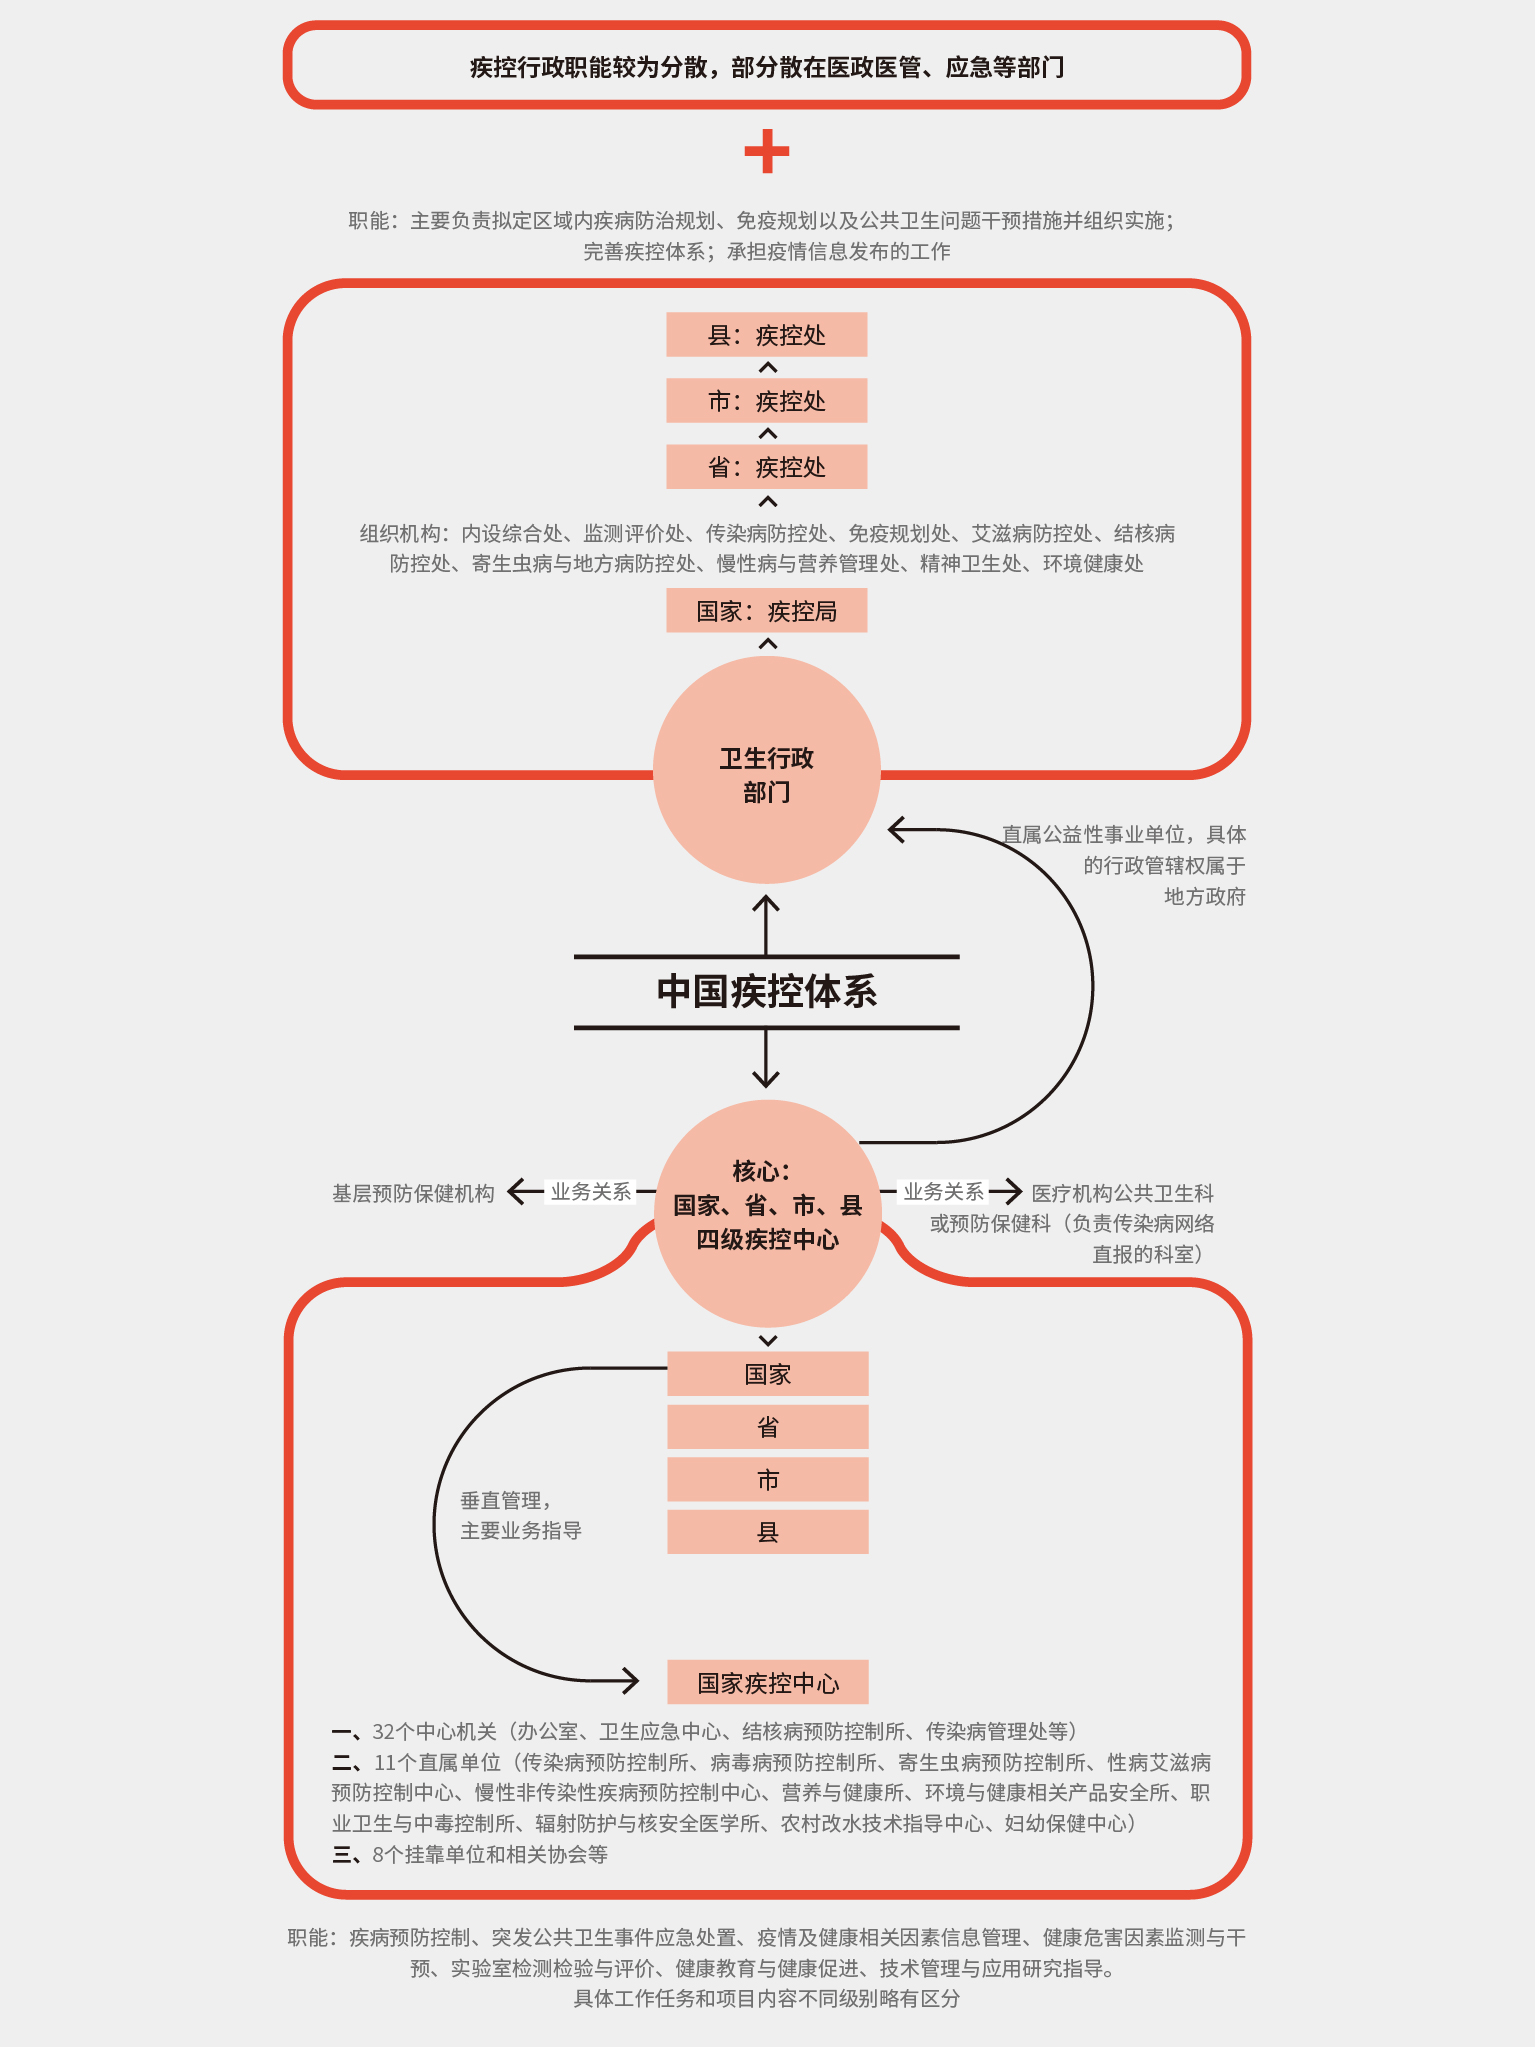 疾控行政职能较为分散，部分散在医政医管、应急等部门
职能：主要负责拟定区域内疾病防治规划、免疫规划以及公共卫生问题干预措施并组织实施；
完善疾控体系；承担疫情信息发布的工作
县：疾控处
市：疾控处
省：疾控处
组织机构：内设综合处、监测评价处、传染病防控处、免疫规划处、艾滋病防控处、结核病
防控处、寄生虫病与地方病防控处、慢性病与营养管理处、精神卫生处、环境健康处
国家：疾控局
卫生行政
部门
直属公益性事业单位，具体
的行政管辖权属于
地方政府
中国疾控体系
核心：
国家、省、市、县
四级疾控中心
基层预防保健机构
业务关系
业务关系
医疗机构公共卫生科
或预防保健科（负责传染病网络
直报的科室）
国家
省
市
县
垂直管理，
主要业务指导
国家疾控中心
一、32个中心机关（办公室、卫生应急中心、结核病预防控制所、传染病管理处等）
二、11个直属单位（传染病预防控制所、病毒病预防控制所、寄生虫病预防控制所、性病艾滋病
预防控制中心、慢性非传染性疾病预防控制中心、营养与健康所、环境与健康相关产品安全所、职
业卫生与中毒控制所、辐射防护与核安全医学所、农村改水技术指导中心、妇幼保健中心）
三、8个挂靠单位和相关协会等
职能：疾病预防控制、突发公共卫生事件应急处置、疫情及健康相关因素信息管理、健康危害因素监测与干
预、实验室检测检验与评价、健康教育与健康促进、技术管理与应用研究指导。
具体工作任务和项目内容不同级别略有区分